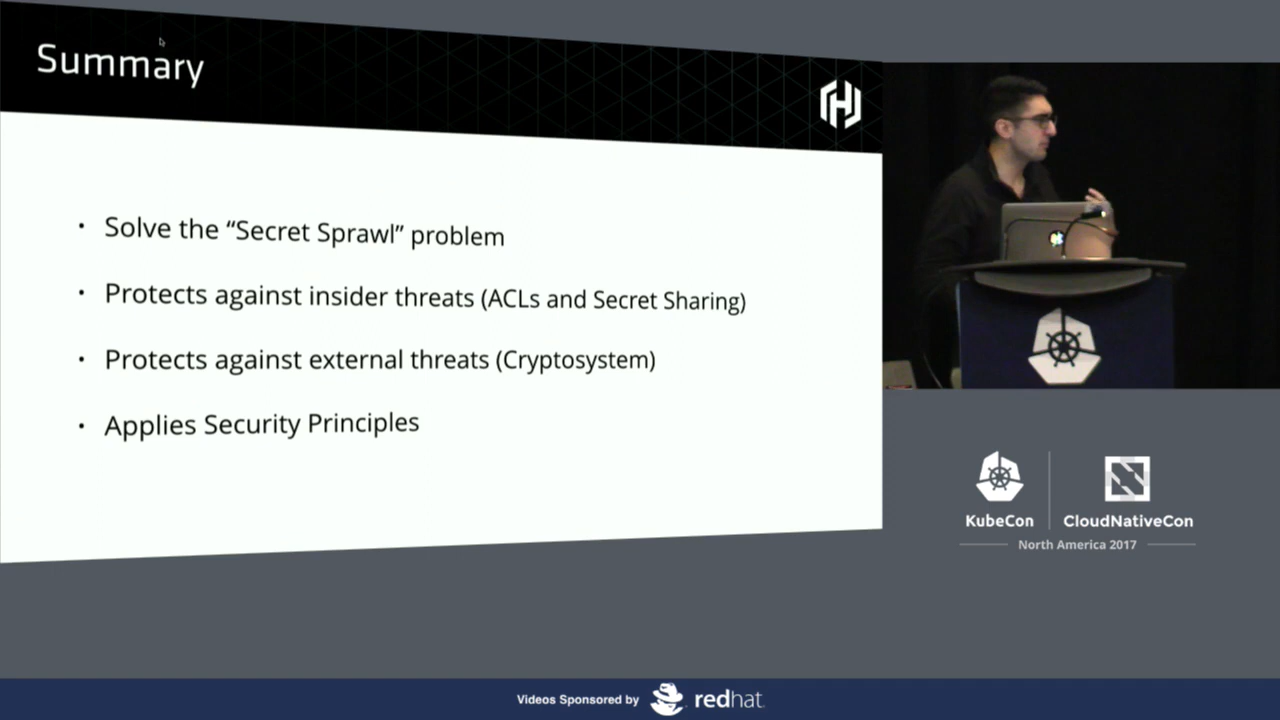 Summary
• Solve the “Secret Sprawl” problem
• Protects against insider threats (ACLs and Secret Sharing)
• Protects against external threats (Cryptosystem)
• Applies Security Principles
KubeCon
CloudNativeCon
North America 2017
Videos Sponsored by redhat.